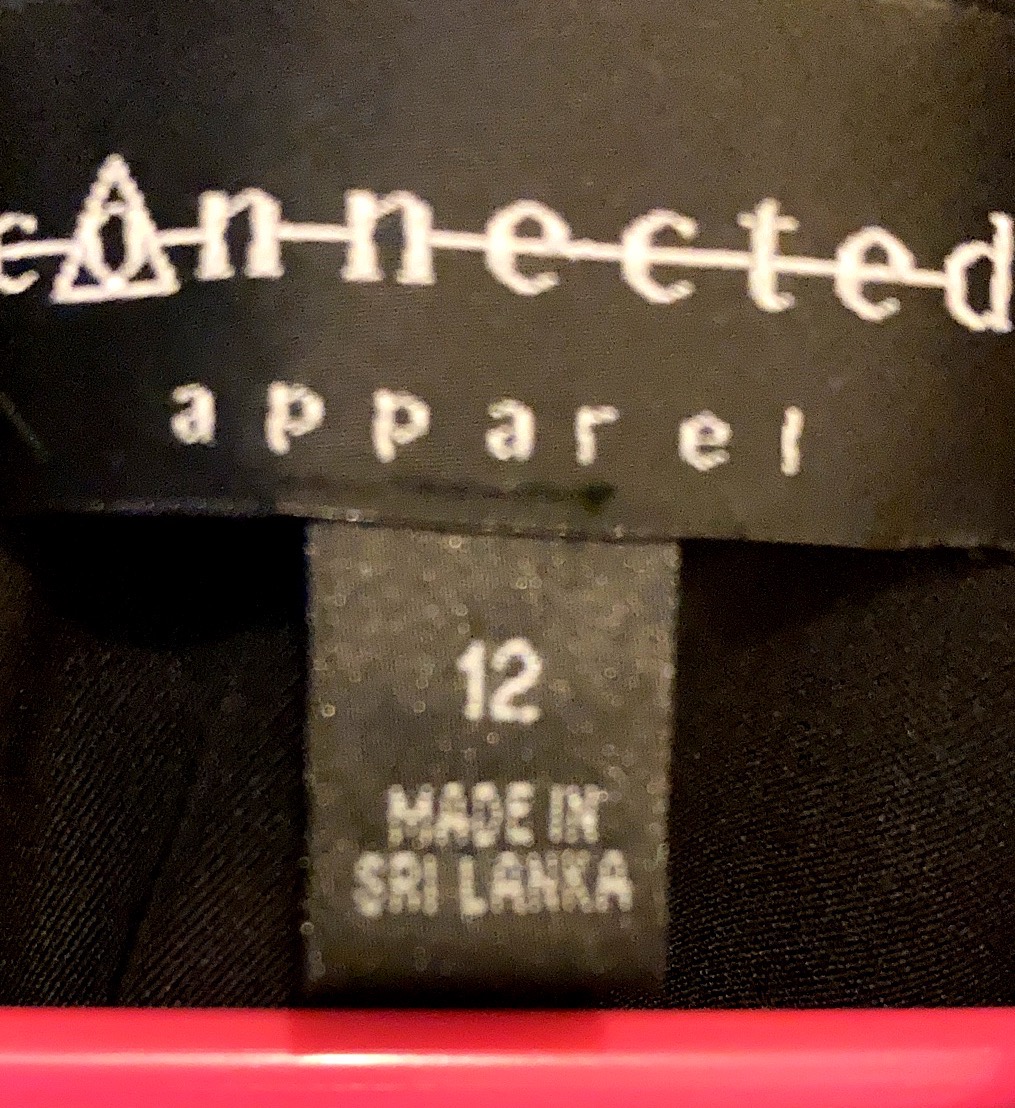 connected
apparel
12
MADE IN
SRI LANKA